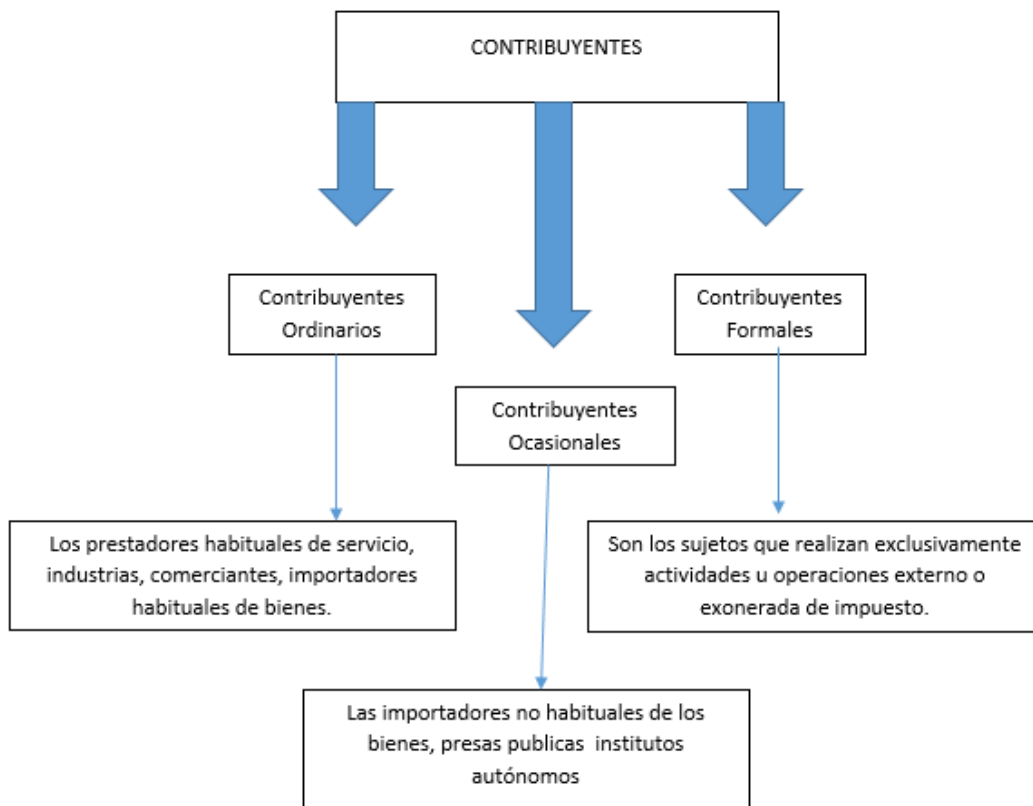 CONTRIBUYENTES
Contribuyentes
Ordinarios
Contribuyentes
Formales
Contribuyentes
Ocasionales
Los prestadores habituales de servicio,
industrias, comerciantes, importadores
habituales de bienes.
Son los sujetos que realizan exclusivamente
actividades u operaciones externo o
exonerada de impuesto.
Las importadores no habituales de los
bienes, presas publicas institutos
autónomos